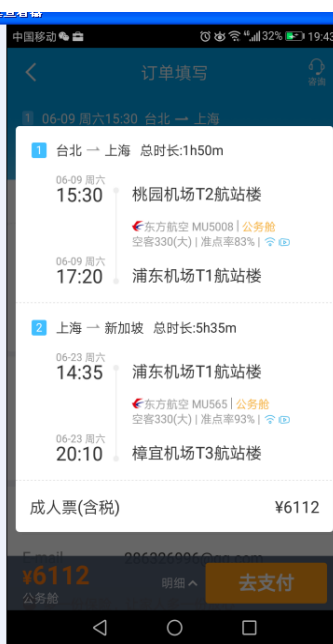 中国移动 32% 19:43
订单填写
咨询
1 06-09 周六15:30 台北 — 上海
1 台北 — 上海 总时长:1h50m
06-09 周六
15:30 桃园机场T2航站楼
东方航空 MU5008 | 公务舱
空客330(大) | 准点率83% |
06-09 周六
17:20 浦东机场T1航站楼
2 上海 — 新加坡 总时长:5h35m
06-23 周六
14:35 浦东机场T1航站楼
东方航空 MU565 | 公务舱
空客330(大) | 准点率93% |
06-23 周六
20:10 樟宜机场T3航站楼
成人票(含税) ¥6112
¥6112 明细 去支付
公务舱